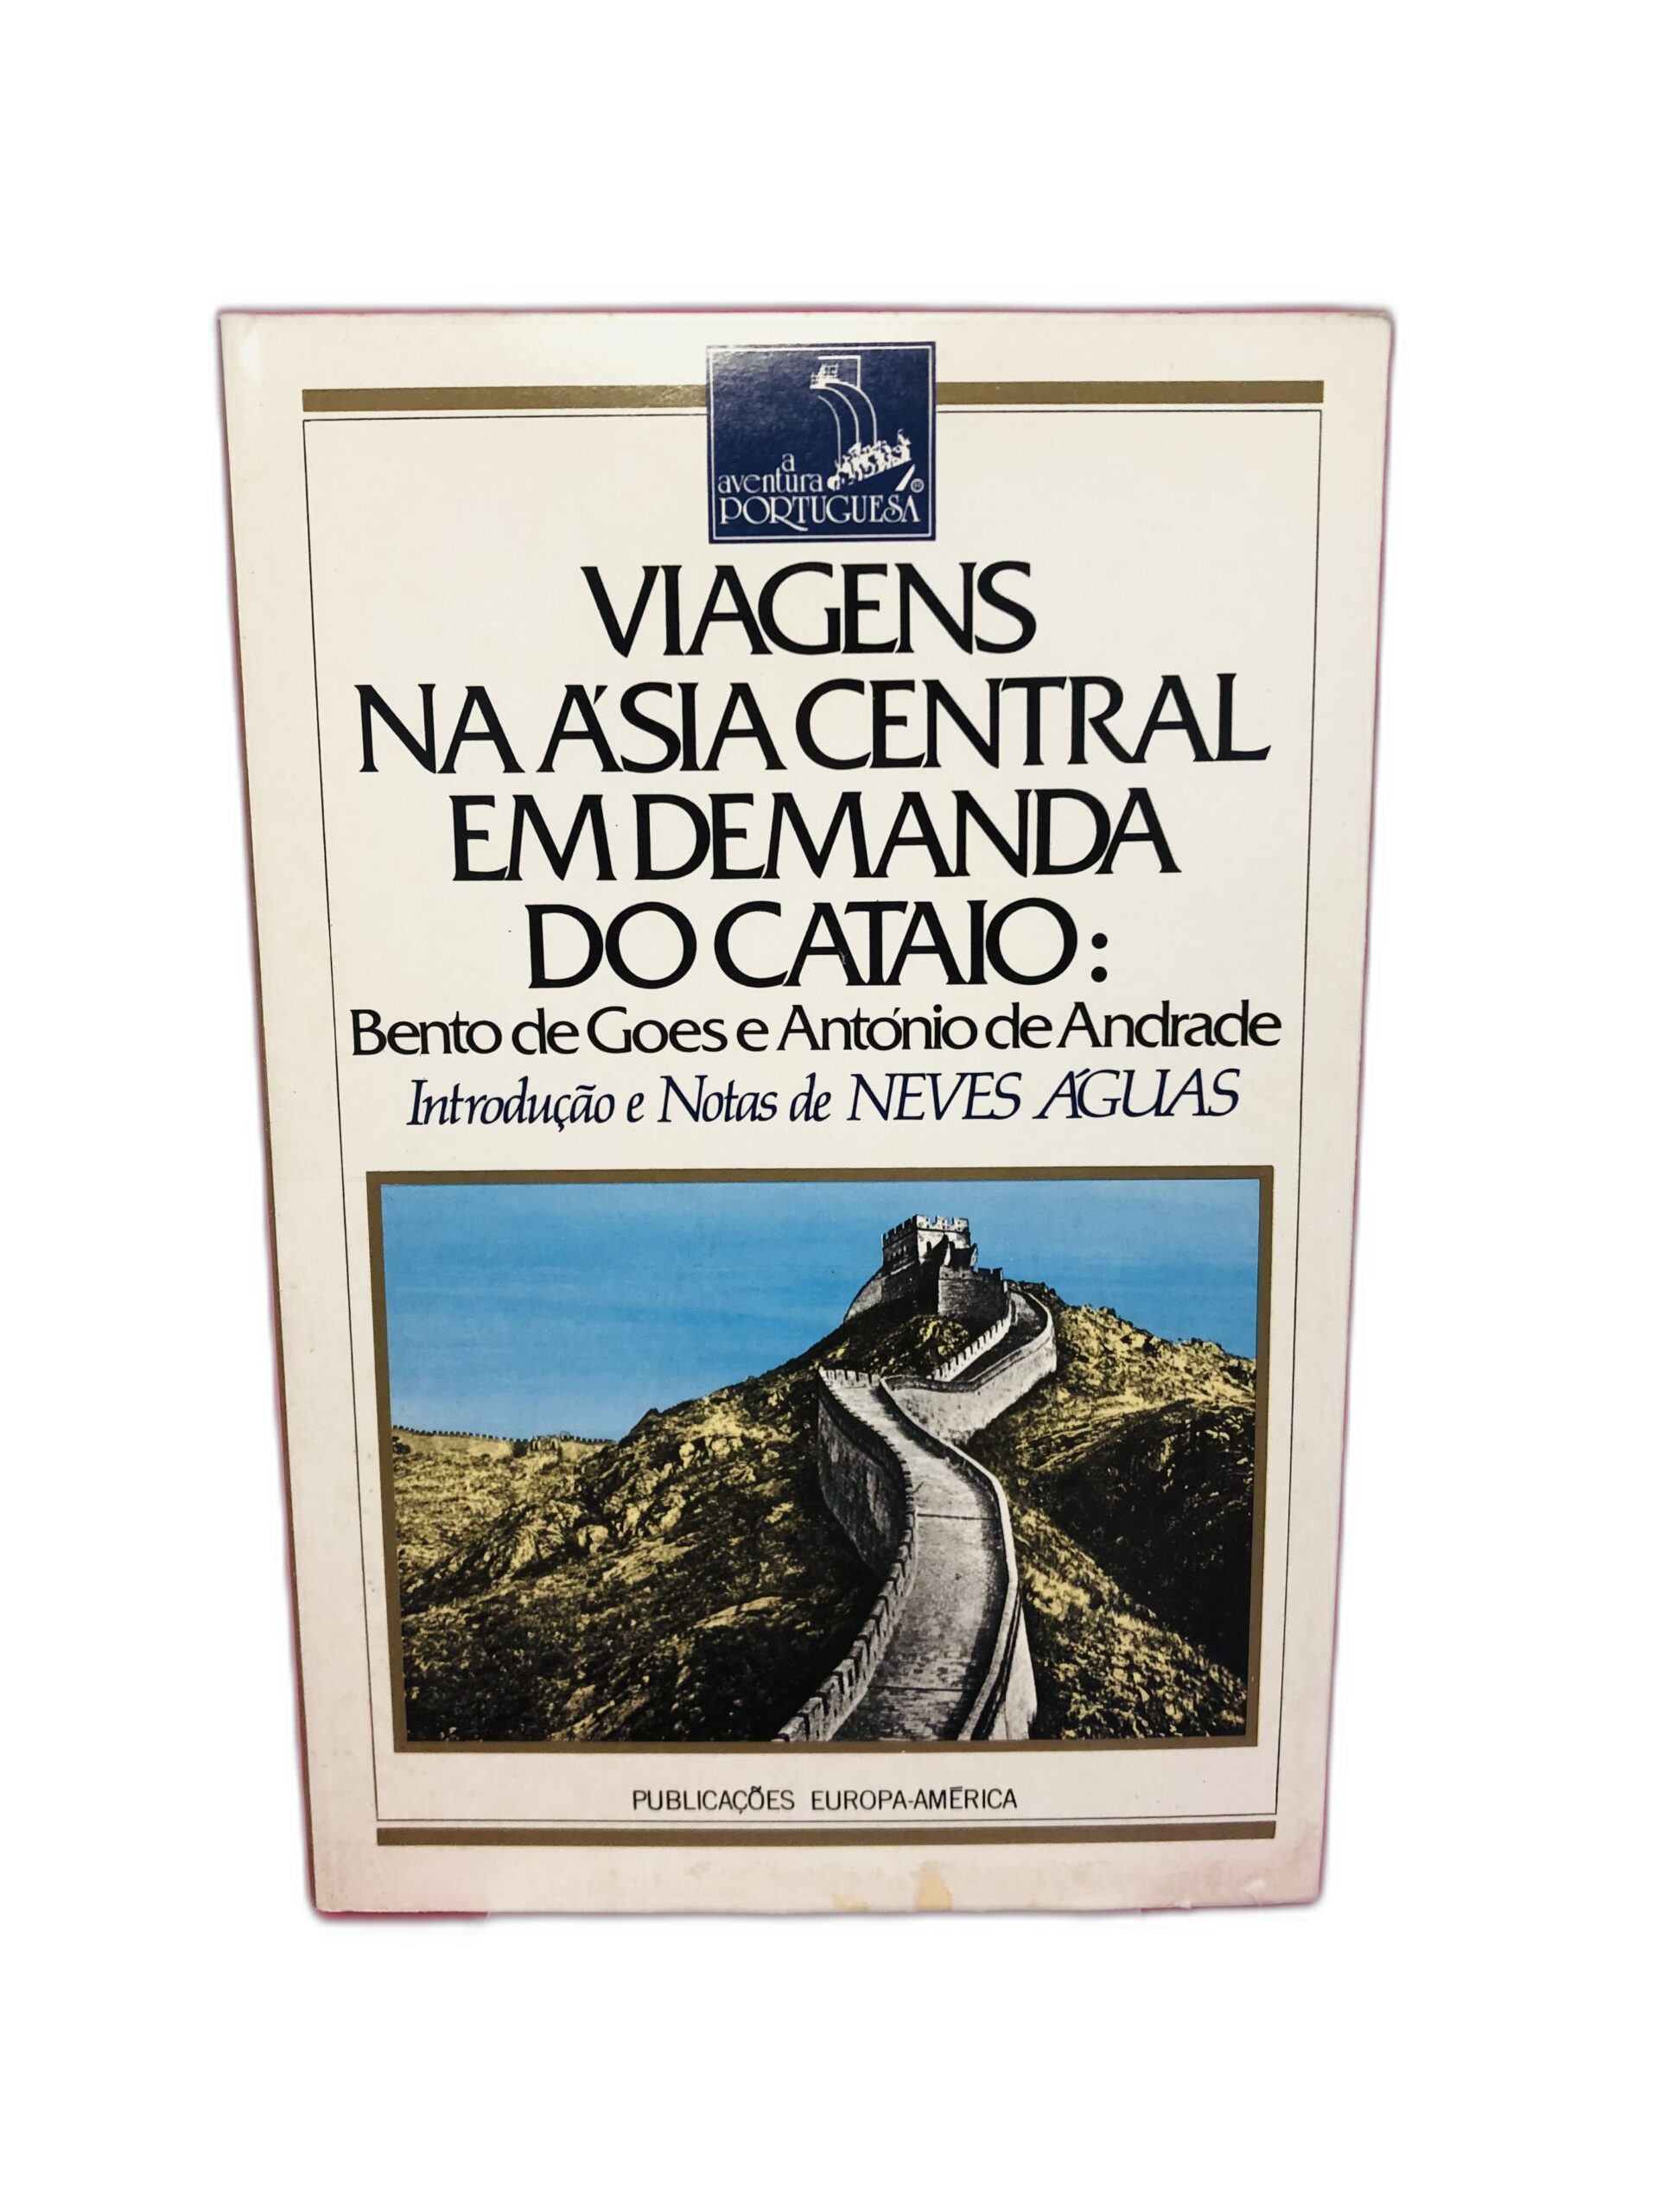 a
aventura
PORTUGUESA
VIAGENS
NA ÁSIA CENTRAL
EM DEMANDA
DO CATAIO:
Bento de Goes e António de Andrade
Introdução e Notas de NEVES ÁGUAS
PUBLICAÇÕES EUROPA-AMÉRICA